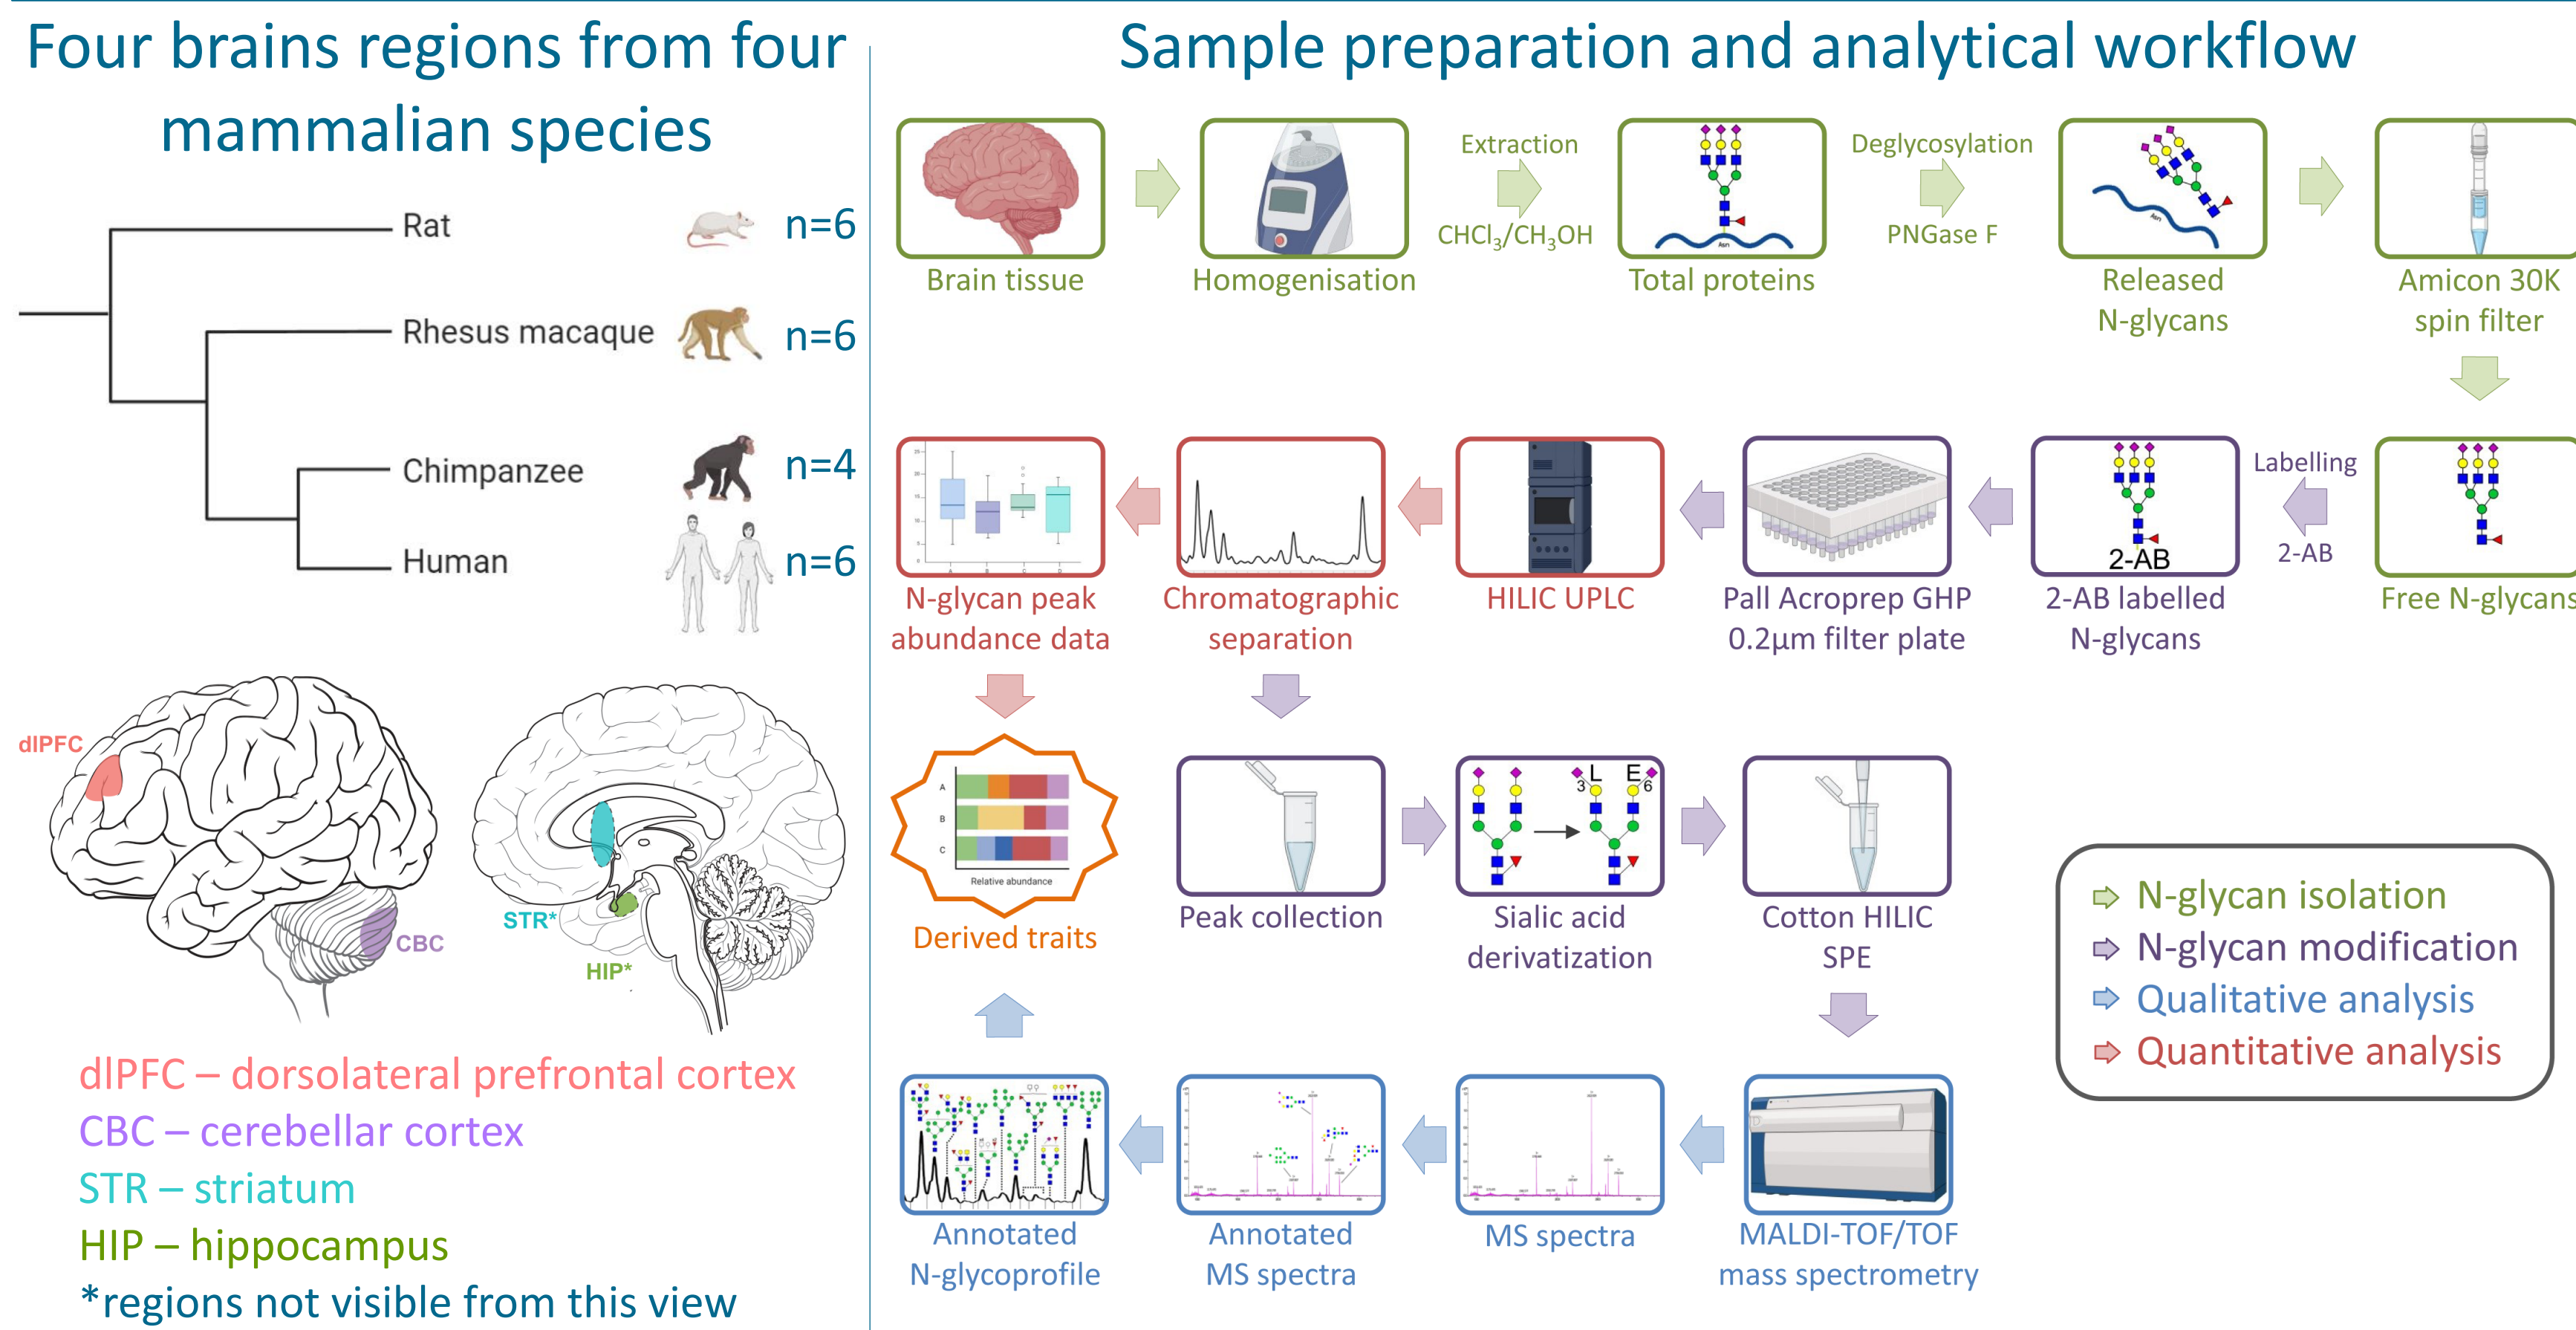 Four brains regions from four
mammalian species
Rat
n=6
Rhesus macaque
n=6
Chimpanzee
n=4
Human
n=6
dlPFC
CBC
STR*
HIP*
dlPFC – dorsolateral prefrontal cortex
CBC – cerebellar cortex
STR – striatum
HIP – hippocampus
*regions not visible from this view
Sample preparation and analytical workflow
Brain tissue
Homogenisation
Extraction
CHCl₃/CH₃OH
Asn
Total proteins
Deglycosylation
PNGase F
Asn
Released
N-glycans
Amicon 30K
spin filter
Free N-glycans
Labelling
2-AB
2-AB
2-AB labelled
N-glycans
Pall Acroprep GHP
0.2µm filter plate
HILIC UPLC
Chromatographic
separation
N-glycan peak
abundance data
A
B
C
Relative abundance
Derived traits
Peak collection
3 L E 6
Sialic acid
derivatization
Cotton HILIC
SPE
MALDI-TOF/TOF
mass spectrometry
MS spectra
Annotated
MS spectra
Annotated
N-glycoprofile
N-glycan isolation
N-glycan modification
Qualitative analysis
Quantitative analysis